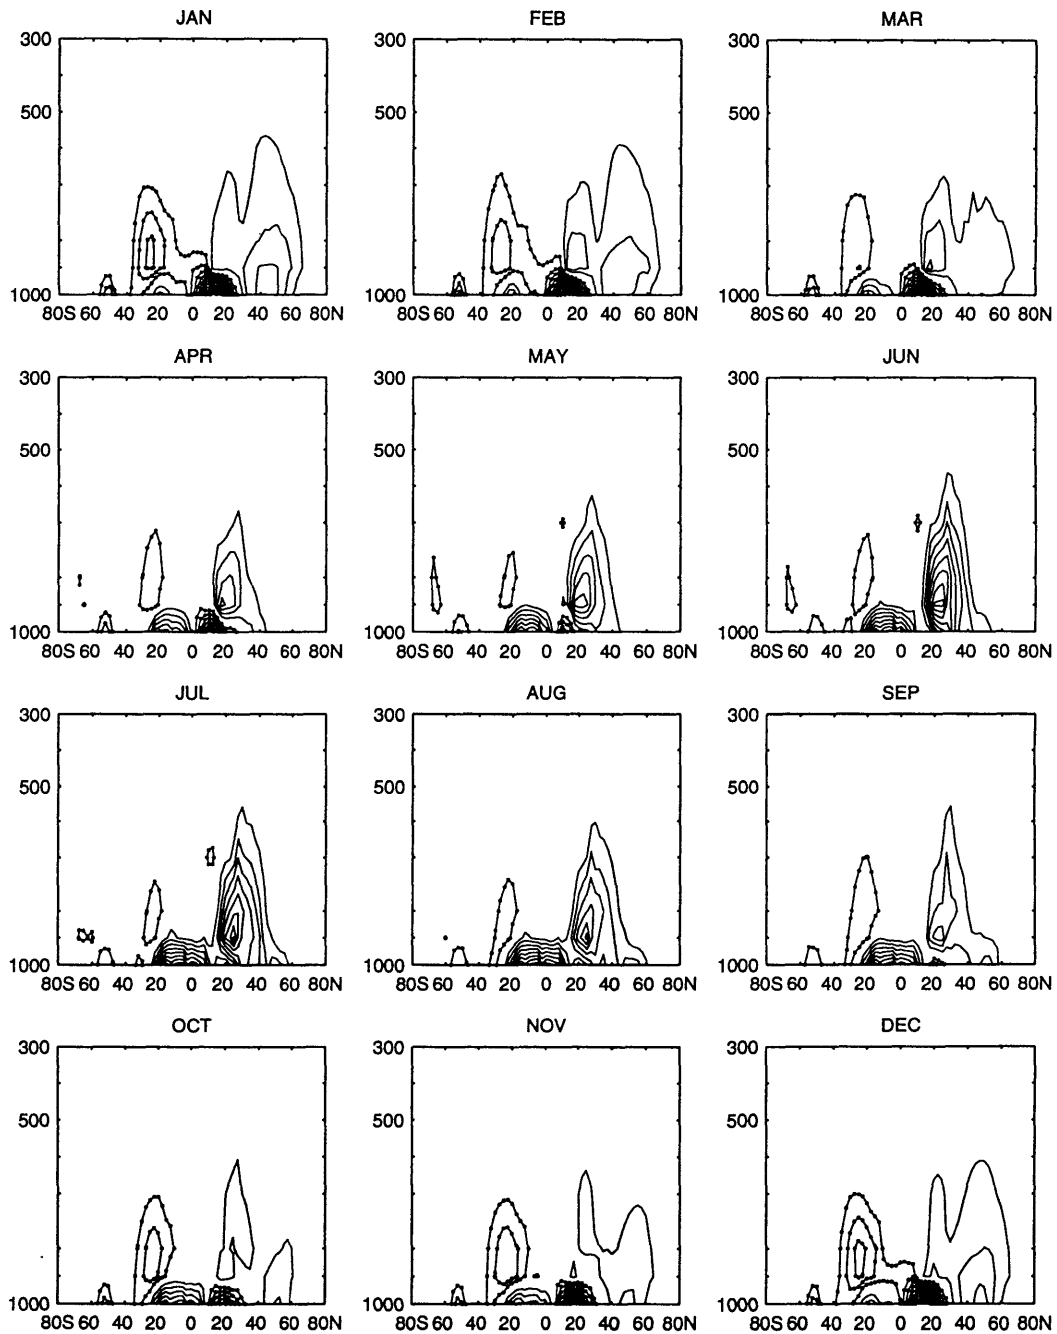 JAN FEB MAR
300 300 300
500 500 500
1000 1000 1000
80S 60 40 20 0 20 40 60 80N 80S 60 40 20 0 20 40 60 80N 80S 60 40 20 0 20 40 60 80N
APR MAY JUN
300 300 300
500 500 500
1000 1000 1000
80S 60 40 20 0 20 40 60 80N 80S 60 40 20 0 20 40 60 80N 80S 60 40 20 0 20 40 60 80N
JUL AUG SEP
300 300 300
500 500 500
1000 1000 1000
80S 60 40 20 0 20 40 60 80N 80S 60 40 20 0 20 40 60 80N 80S 60 40 20 0 20 40 60 80N
OCT NOV DEC
300 300 300
500 500 500
1000 1000 1000
80S 60 40 20 0 20 40 60 80N 80S 60 40 20 0 20 40 60 80N 80S 60 40 20 0 20 40 60 80N